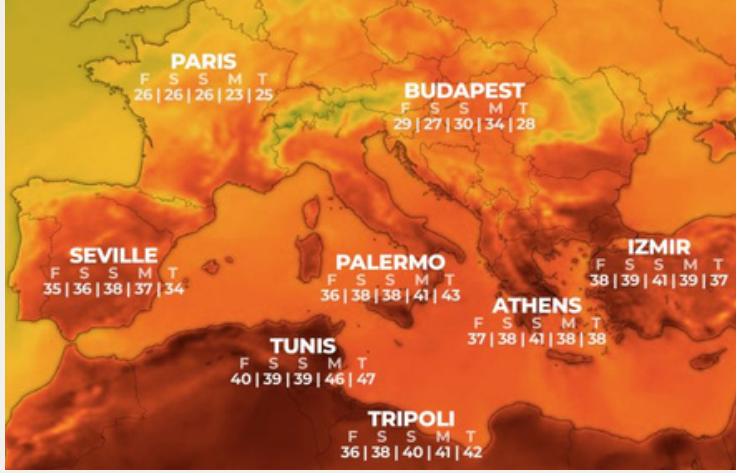 PARIS
F S S M T
26 | 26 | 26 | 23 | 25
BUDAPEST
F S S M T
29 | 27 | 30 | 34 | 28
SEVILLE
F S S M T
35 | 36 | 38 | 37 | 34
PALERMO
F S S M T
36 | 38 | 38 | 41 | 43
IZMIR
F S S M T
38 | 39 | 41 | 39 | 37
ATHENS
F S S M T
37 | 38 | 41 | 38 | 38
TUNIS
F S S M T
40 | 39 | 39 | 46 | 47
TRIPOLI
F S S M T
36 | 38 | 40 | 41 | 42